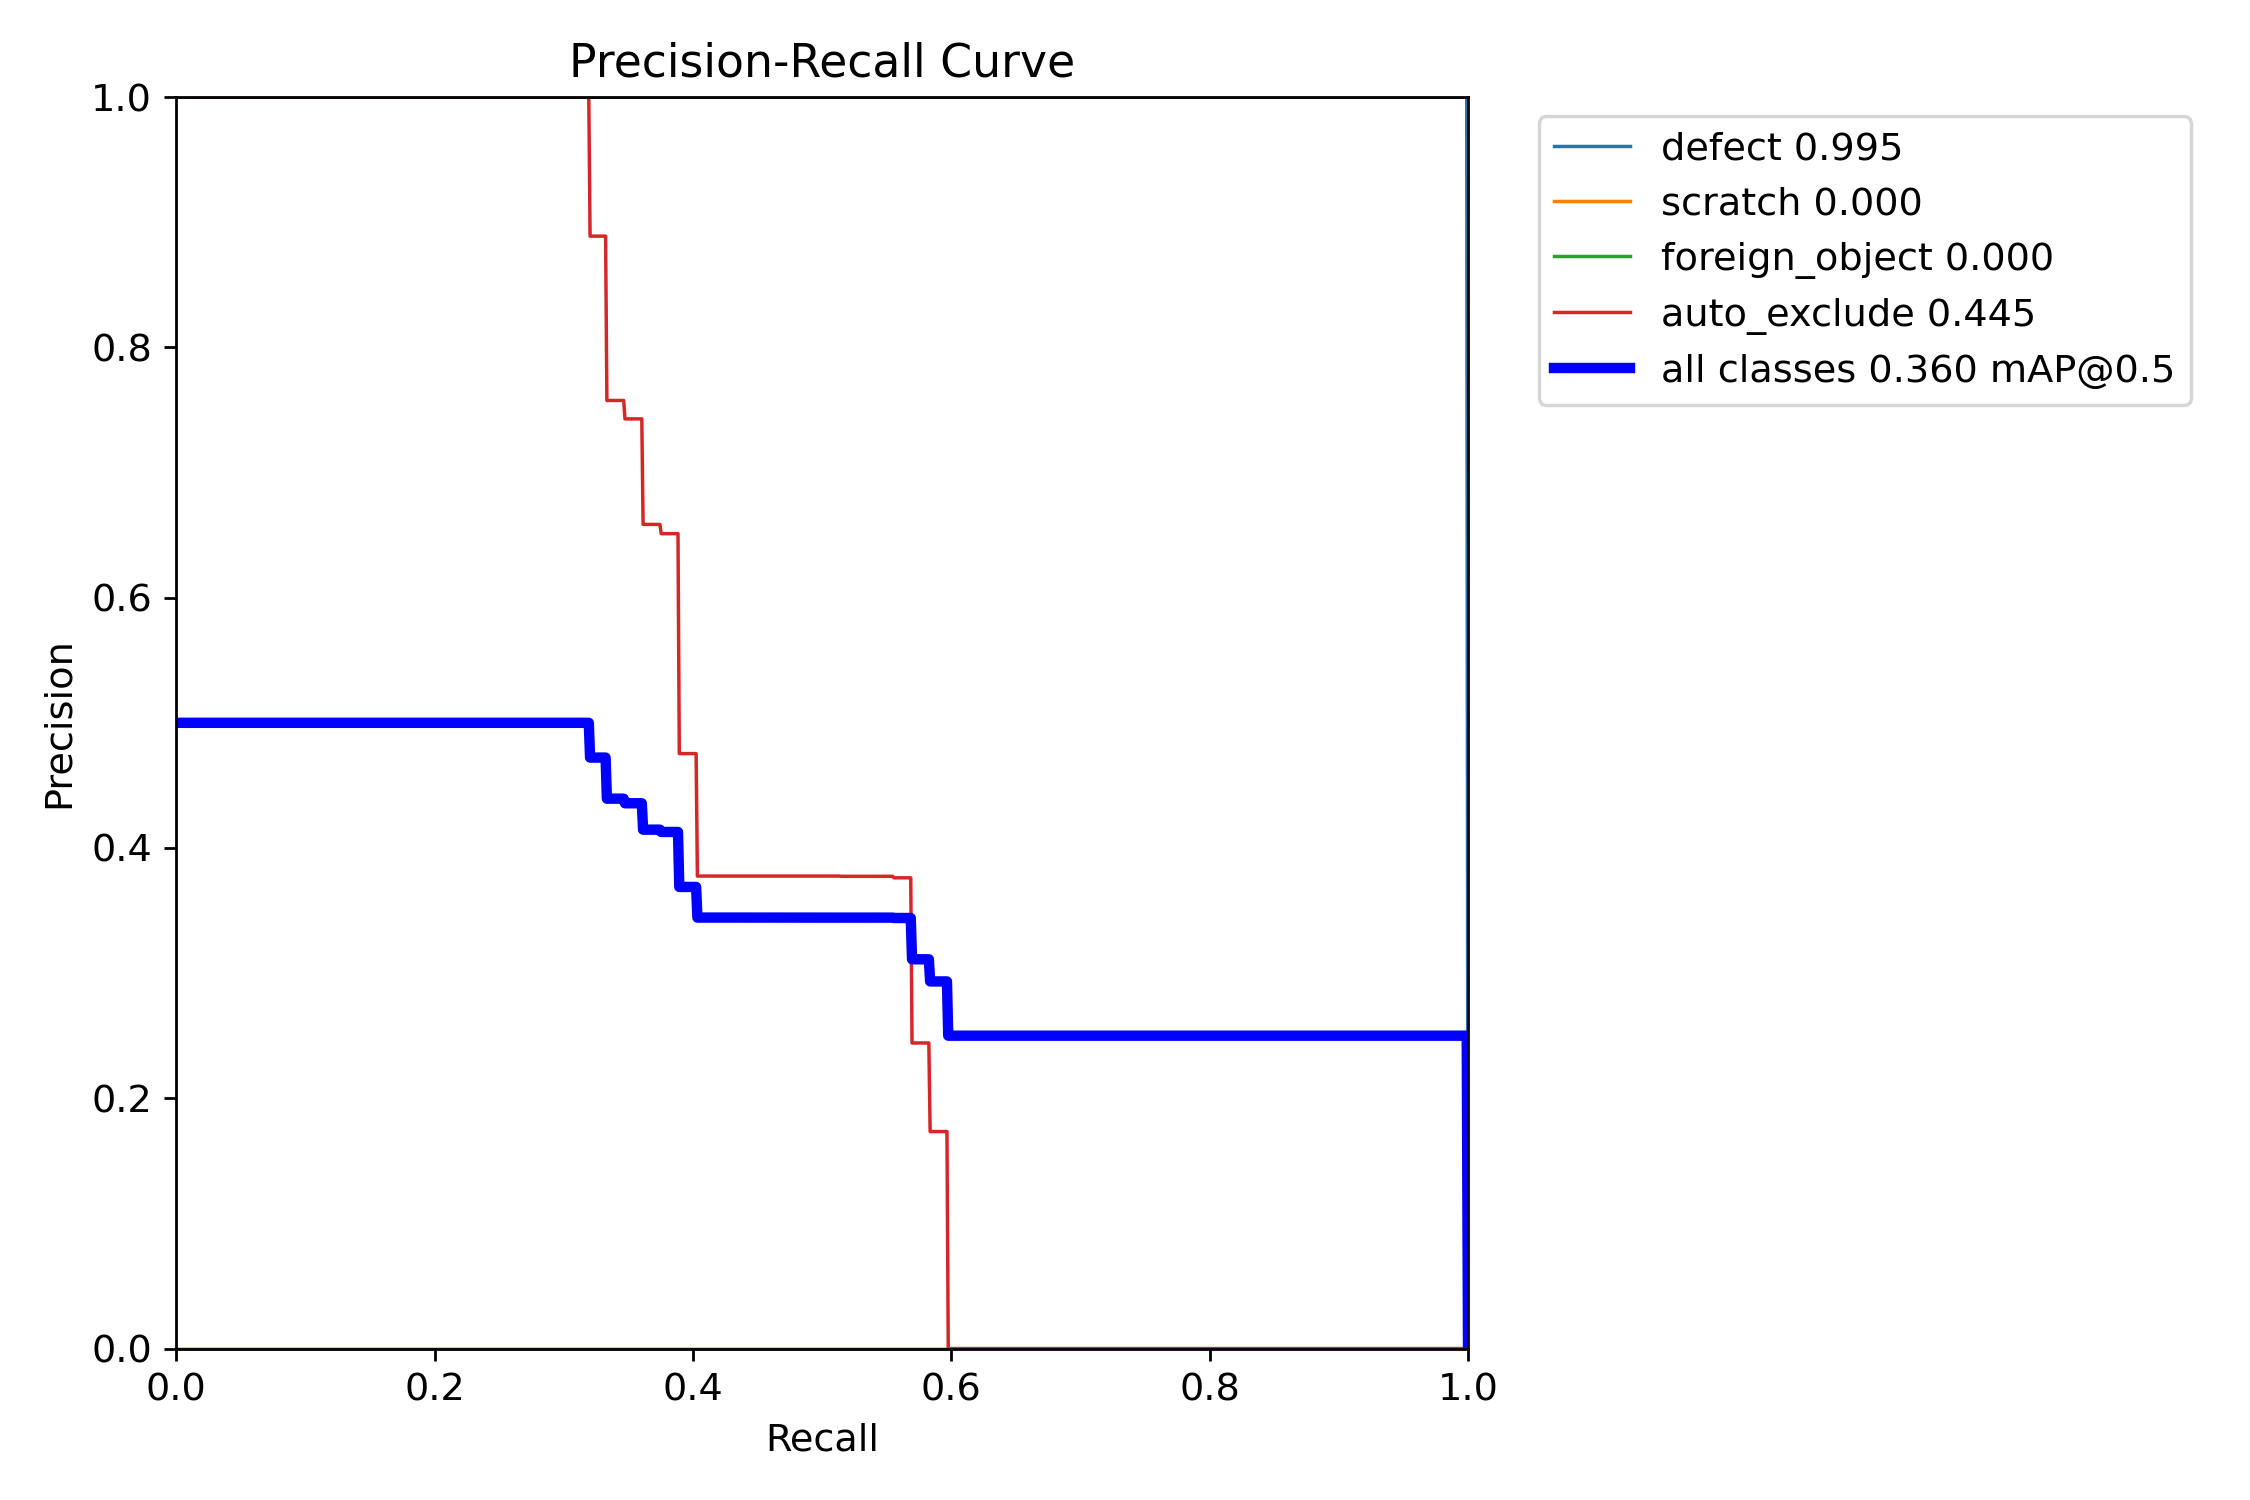 Precision-Recall Curve
1.0
0.8
0.6
0.4
0.2
0.0
Precision
0.0 0.2 0.4 0.6 0.8 1.0
Recall
defect 0.995
scratch 0.000
foreign_object 0.000
auto_exclude 0.445
all classes 0.360 mAP@0.5